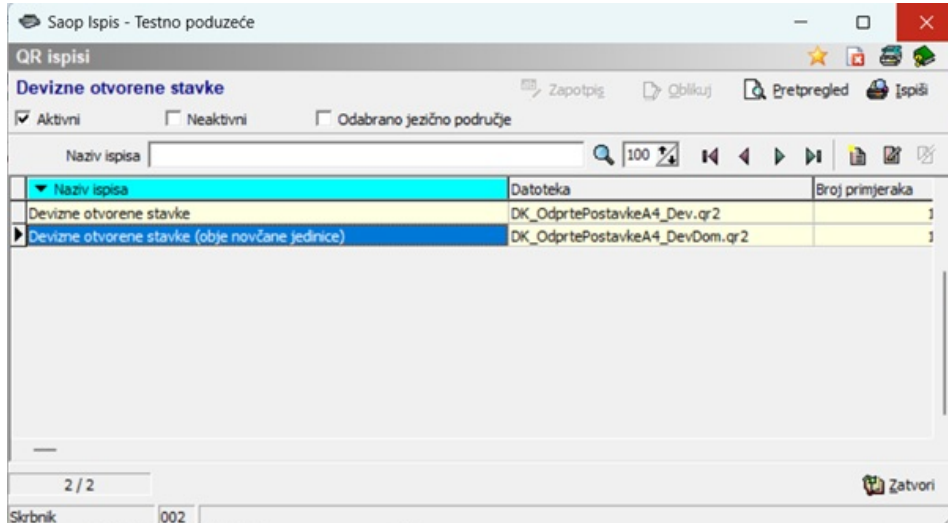 Saop Ispis - Testno poduzeće
QR ispisi
Devizne otvorene stavke
Zapotpiş Oblikuj Pretpregled Ispiši
Aktivni Neaktivni Odabrano jezično područje
Naziv ispisa 100
Naziv ispisa Datoteka Broj primjeraka
Devizne otvorene stavke DK_OdprtePostavkeA4_Dev.qr2 1
Devizne otvorene stavke (obje novčane jedinice) DK_OdprtePostavkeA4_DevDom.qr2 1
2 / 2
Zatvori
Skrbnik 002